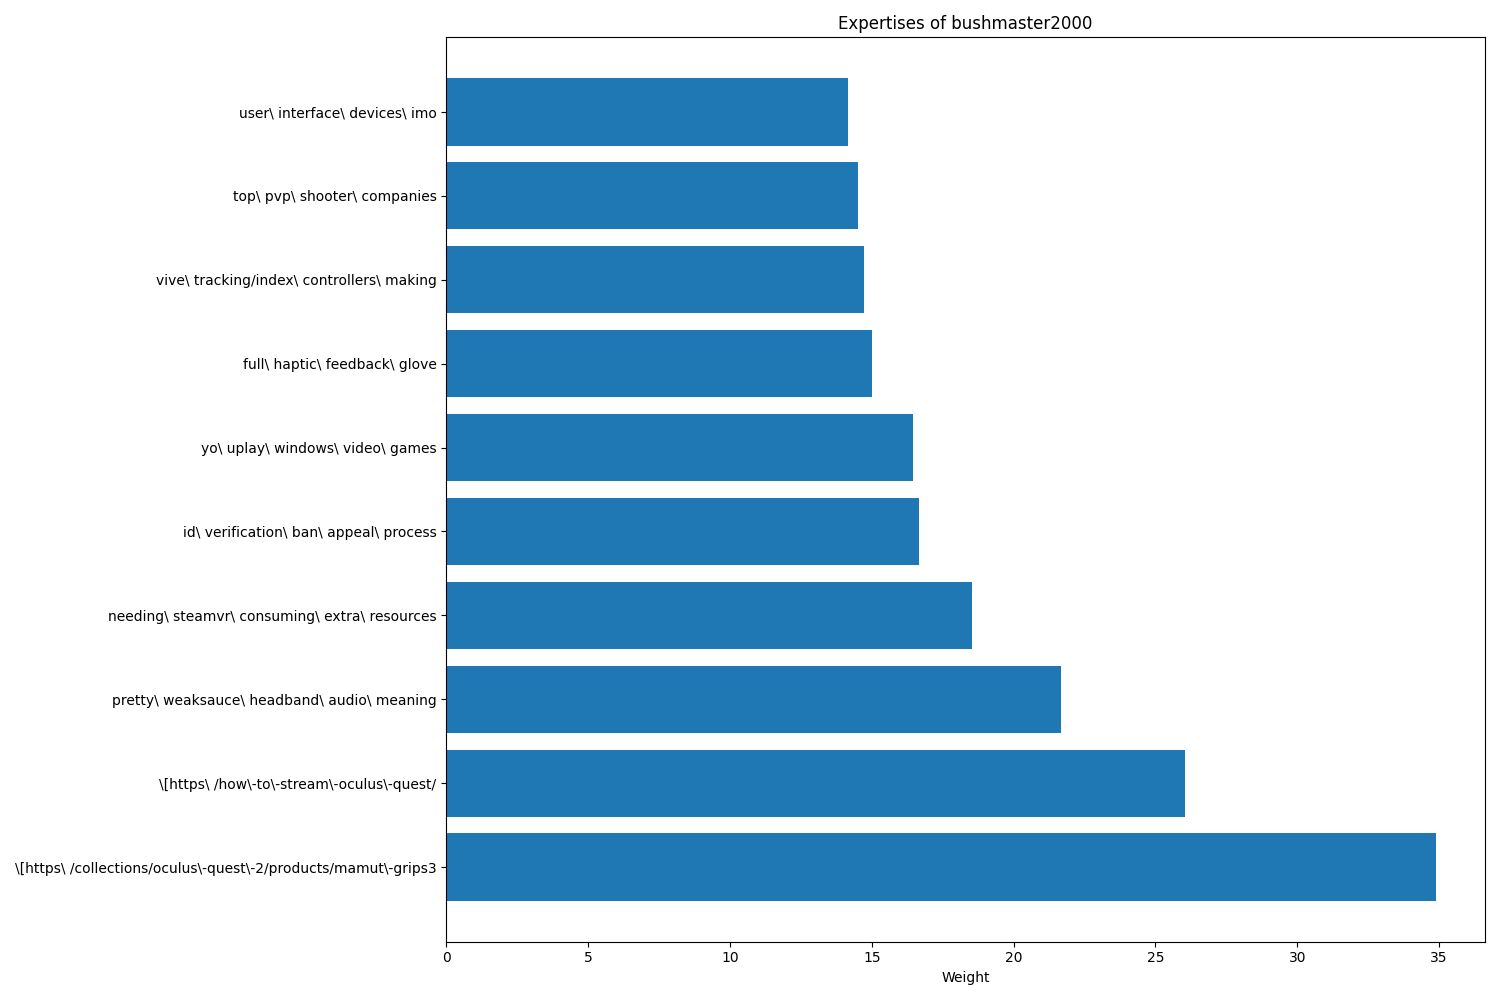 Expertises of bushmaster2000
user\ interface\ devices\ imo
top\ pvp\ shooter\ companies
vive\ tracking/index\ controllers\ making
full\ haptic\ feedback\ glove
yo\ uplay\ windows\ video\ games
id\ verification\ ban\ appeal\ process
needing\ steamvr\ consuming\ extra\ resources
pretty\ weaksauce\ headband\ audio\ meaning
\[https\ /how\-to\-stream\-oculus\-quest/
\[https\ /collections/oculus\-quest\-2/products/mamut\-grips3
0 5 10 15 20 25 30 35
Weight